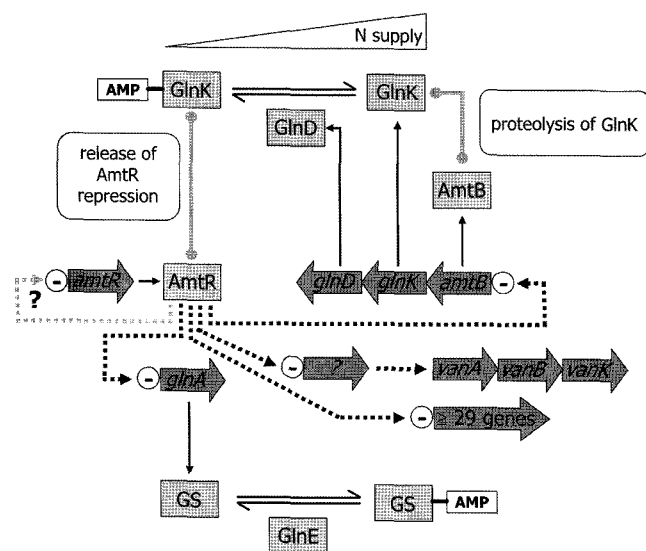 N supply
AMP
GlnK
GlnK
GlnD
proteolysis of GlnK
release of
AmtR
repression
AmtB
- amtR
AmtR
glnD glnK amtB -
?
- glnA
- ?
vanA vanB vanK
- ≥ 29 genes
GS
GS
AMP
GlnE